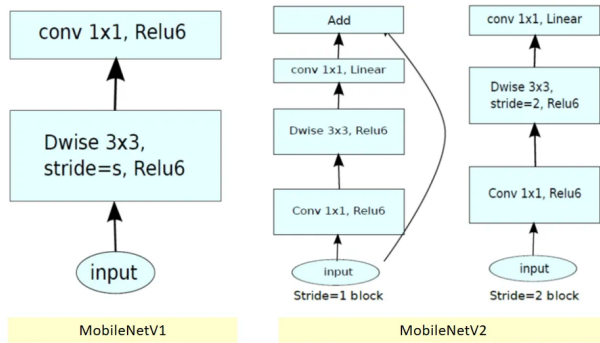 conv 1x1, Relu6
Dwise 3x3,
stride=s, Relu6
input
MobileNetV1
Add
conv 1x1, Linear
Dwise 3x3, Relu6
Conv 1x1, Relu6
input
Stride=1 block
conv 1x1, Linear
Dwise 3x3,
stride=2, Relu6
Conv 1x1, Relu6
input
Stride=2 block
MobileNetV2